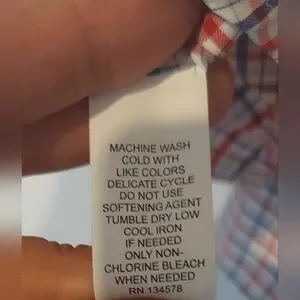 MACHINE WASH
COLD WITH
LIKE COLORS
DELICATE CYCLE
DO NOT USE
SOFTENING AGENT
TUMBLE DRY LOW
COOL IRON
IF NEEDED
ONLY NON-
CHLORINE BLEACH
WHEN NEEDED
RN 134578